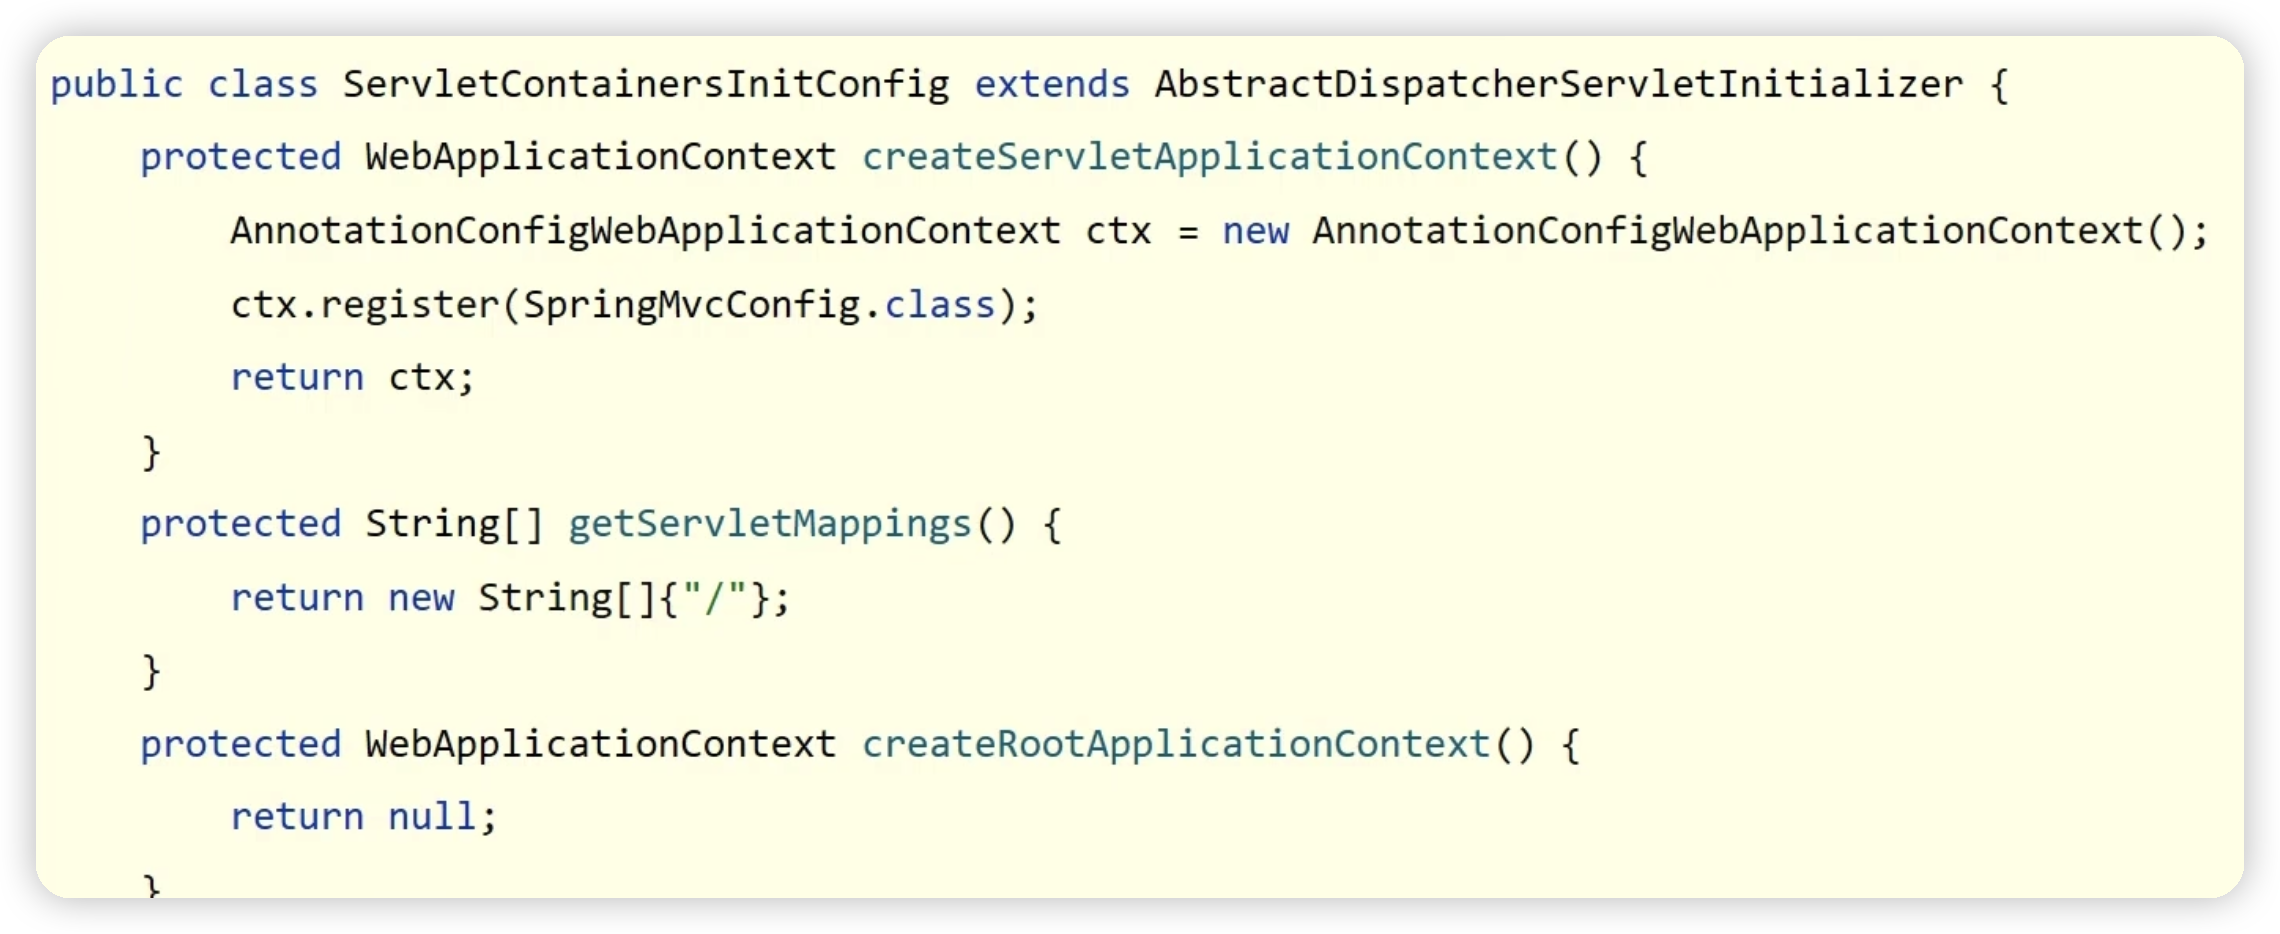 public class ServletContainersInitConfig extends AbstractDispatcherServletInitializer {
    protected WebApplicationContext createServletApplicationContext() {
        AnnotationConfigWebApplicationContext ctx = new AnnotationConfigWebApplicationContext();
        ctx.register(SpringMvcConfig.class);
        return ctx;
    }
    protected String[] getServletMappings() {
        return new String[]{"/"};
    }
    protected WebApplicationContext createRootApplicationContext() {
        return null;
    }